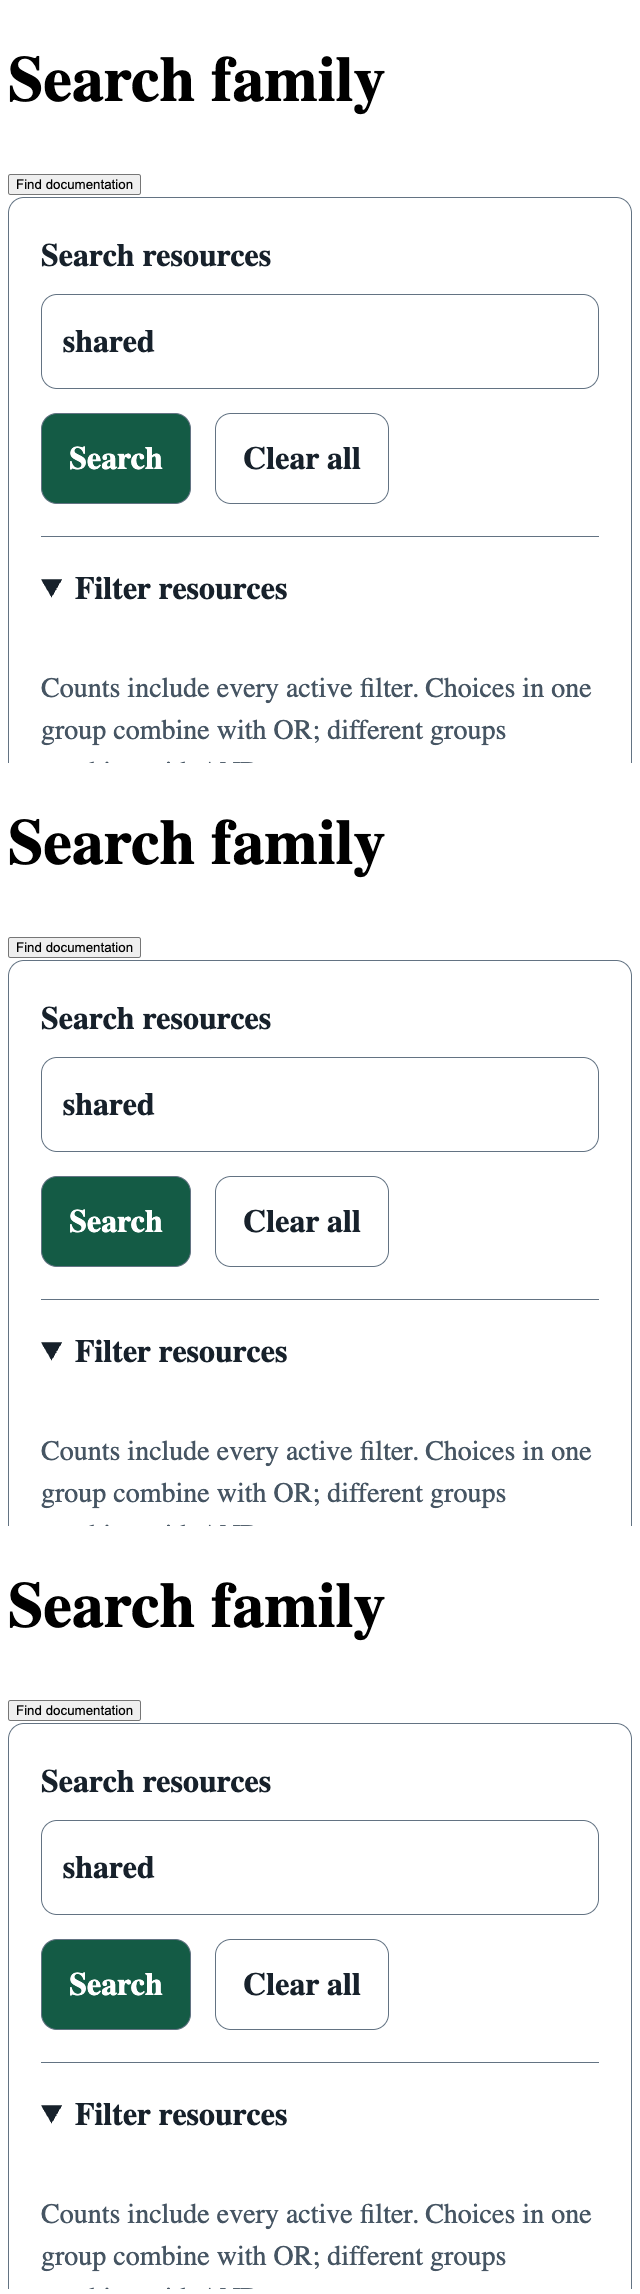 Search family
Find documentation
Search resources
shared
Search Clear all
Filter resources
Counts include every active filter. Choices in one
group combine with OR; different groups
Search family
Find documentation
Search resources
shared
Search Clear all
Filter resources
Counts include every active filter. Choices in one
group combine with OR; different groups
Search family
Find documentation
Search resources
shared
Search Clear all
Filter resources
Counts include every active filter. Choices in one
group combine with OR; different groups